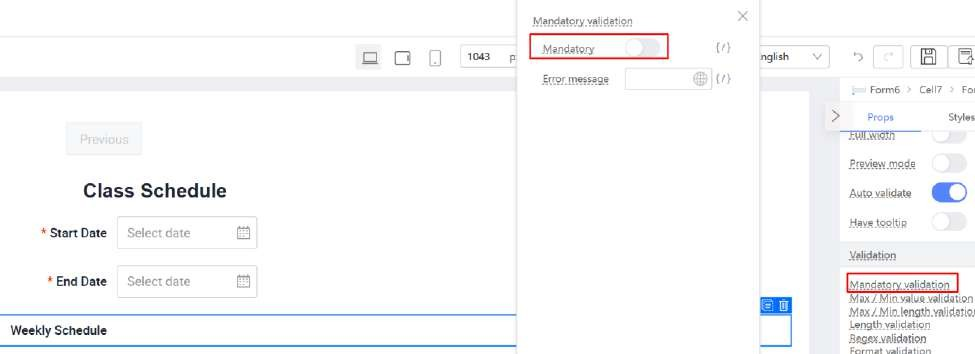 Mandatory validation
Mandatory {/}
Error message {/}
1043
nglish
Form6 > Cell7 > Fo
Props Styles
Full width
Preview mode
Auto validate
Have tooltip
Validation
Mandatory validation
Max / Min value validation
Max / Min length validation
Length validation
Regex validation
Format validation
Previous
Class Schedule
* Start Date Select date
* End Date Select date
Weekly Schedule